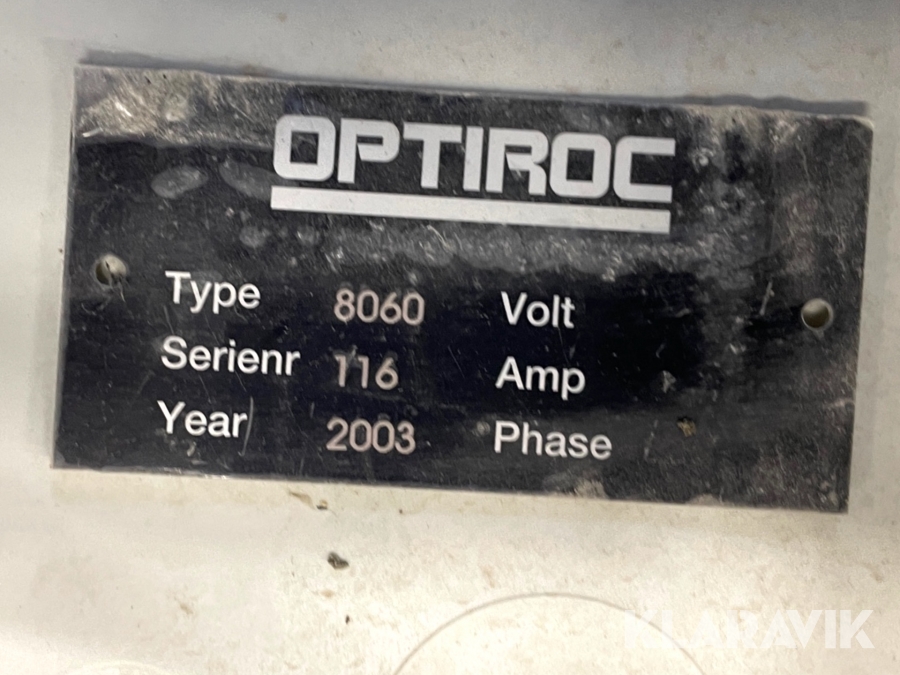 OPTIROC
Type 8060 Volt
Serienr 116 Amp
Year 2003 Phase
KLARAVIK